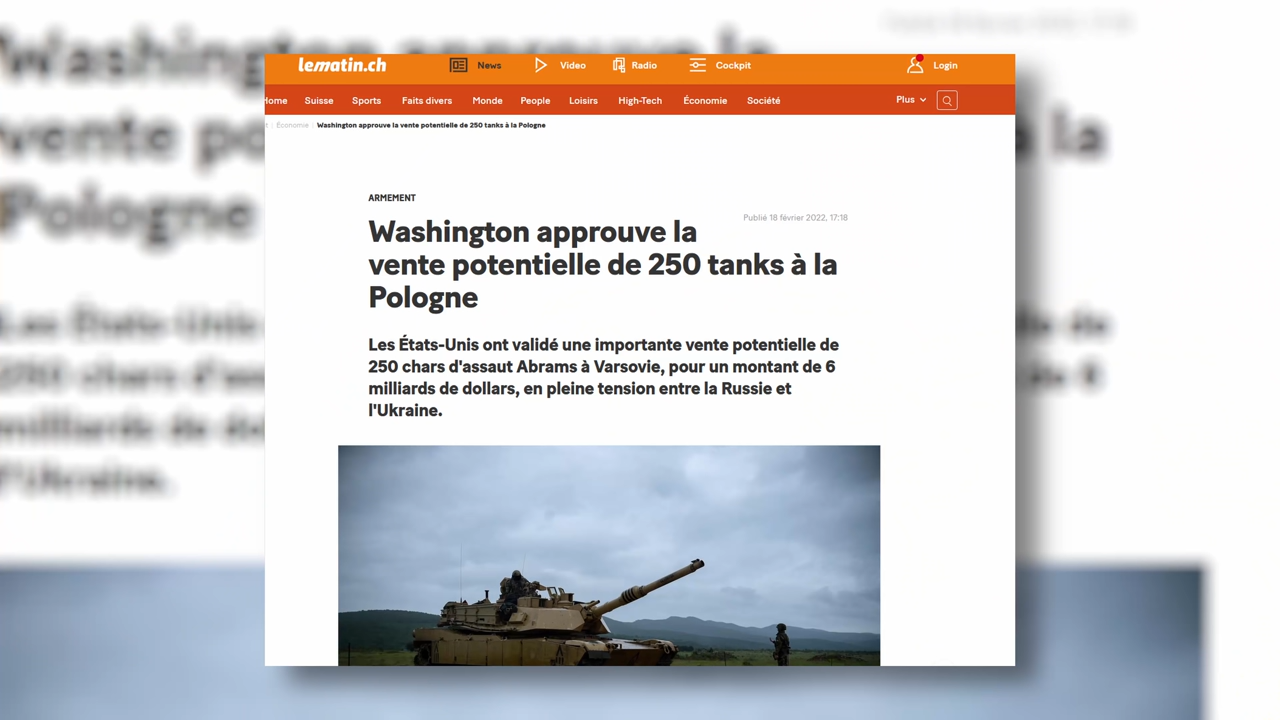 lematin.ch
News
Video
Radio
Cockpit
Login
Home Suisse Sports Faits divers Monde People Loisirs High-Tech Économie Société
Plus
Économie | Washington approuve la vente potentielle de 250 tanks à la Pologne
ARMEMENT
Publié 18 février 2022, 17:18
Washington approuve la
vente potentielle de 250 tanks à la
Pologne
Les États-Unis ont validé une importante vente potentielle de
250 chars d'assaut Abrams à Varsovie, pour un montant de 6
milliards de dollars, en pleine tension entre la Russie et
l'Ukraine.